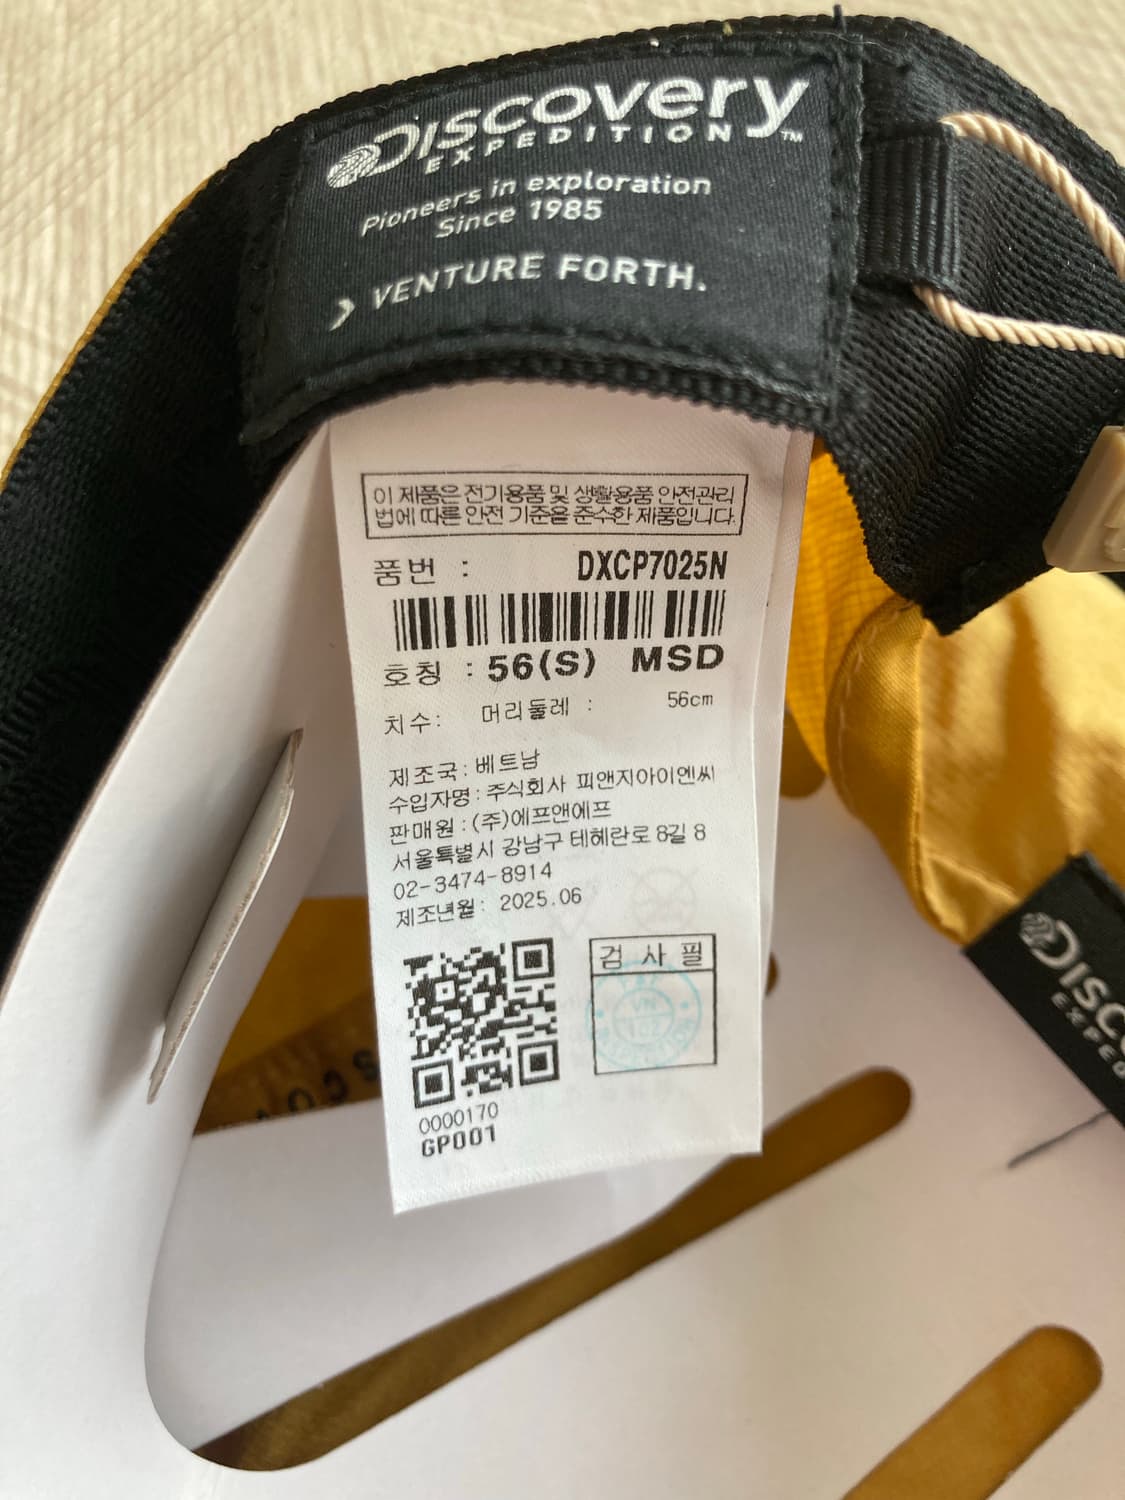 Discovery
EXPEDITION™
Pioneers in exploration
Since 1985
VENTURE FORTH.
이 제품은 전기용품 및 생활용품 안전관리
법에 따른 안전 기준을 준수한 제품입니다.
품번 : DXCP7025N
호칭 : 56(S) MSD
치수: 머리둘레 : 56cm
제조국: 베트남
수입자명 : 주식회사 피앤지아이엔씨
판매원 : (주)에프앤에프
서울특별시 강남구 테헤란로 8길 8
02-3474-8914
제조년월: 2025.06
검 사 필
VN
0000170
GP001